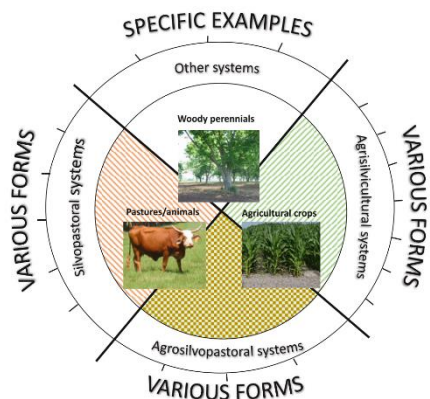 SPECIFIC EXAMPLES
Other systems
Woody perennials
VARIOUS FORMS
Silvopastoral systems
Pastures/animals
Agricultural crops
Agrisilvicultural systems
VARIOUS FORMS
Agrosilvopastoral systems
VARIOUS FORMS